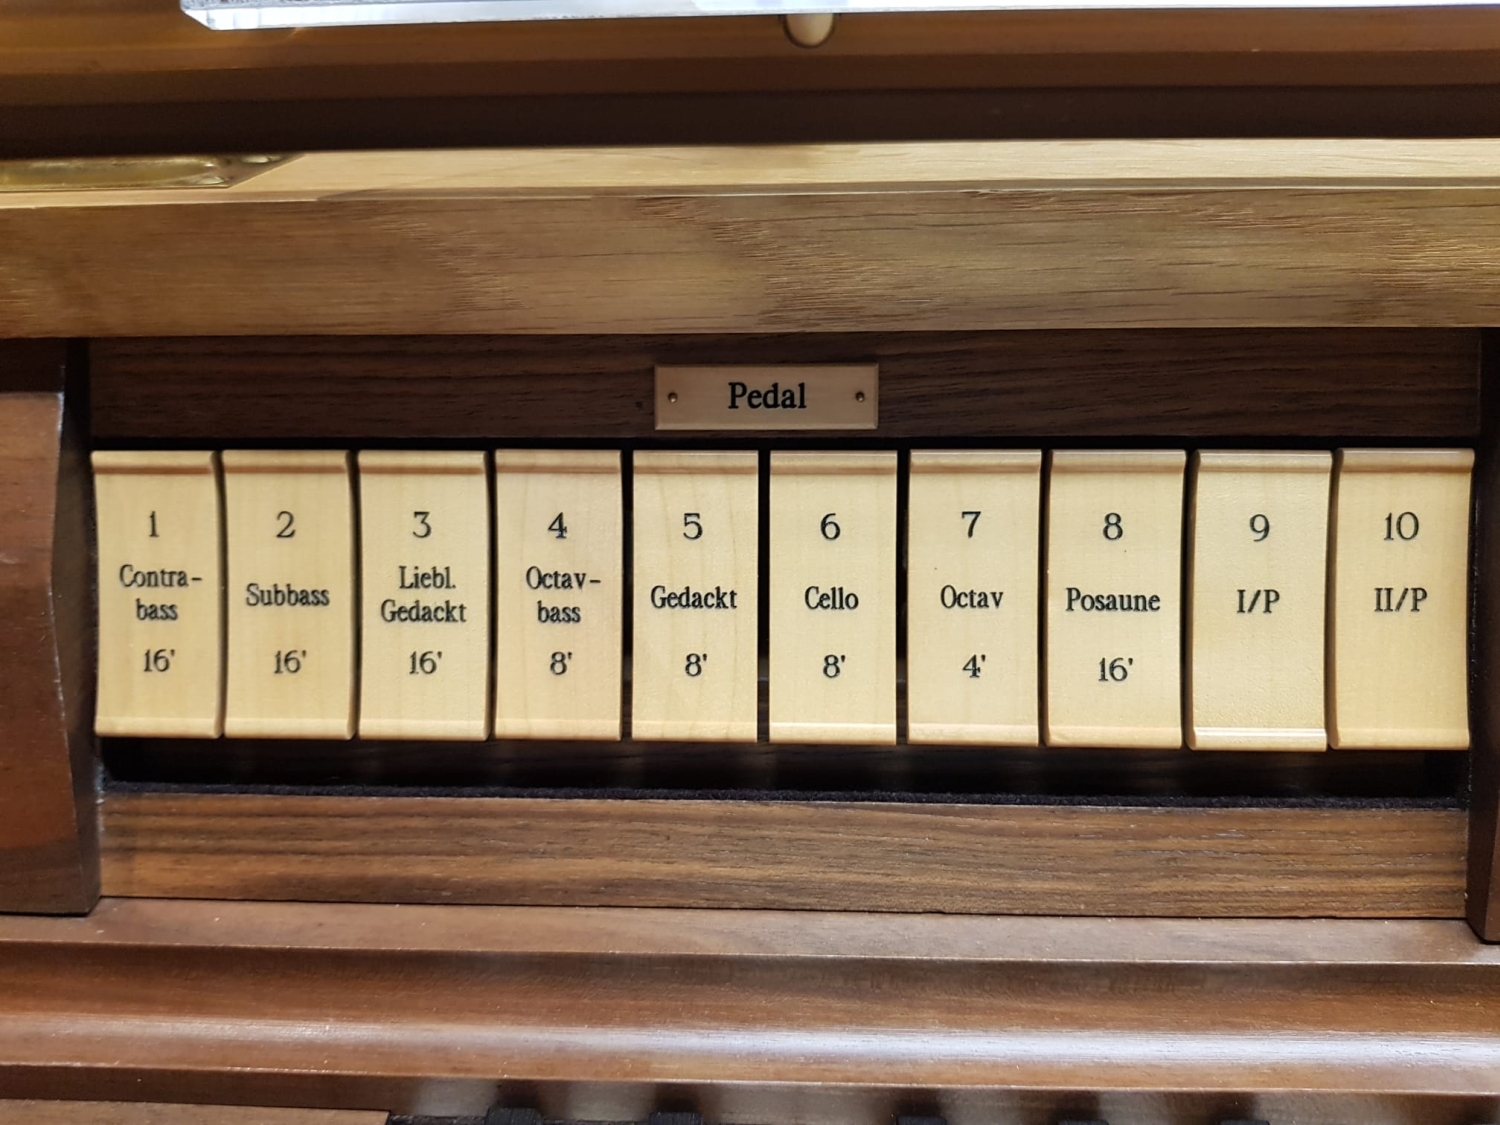 Pedal
1
Contra-
bass
16'
2
Subbass
16'
3
Liebl.
Gedackt
16'
4
Octav-
bass
8'
5
Gedackt
8'
6
Cello
8'
7
Octav
4'
8
Posaune
16'
9
I/P
10
II/P